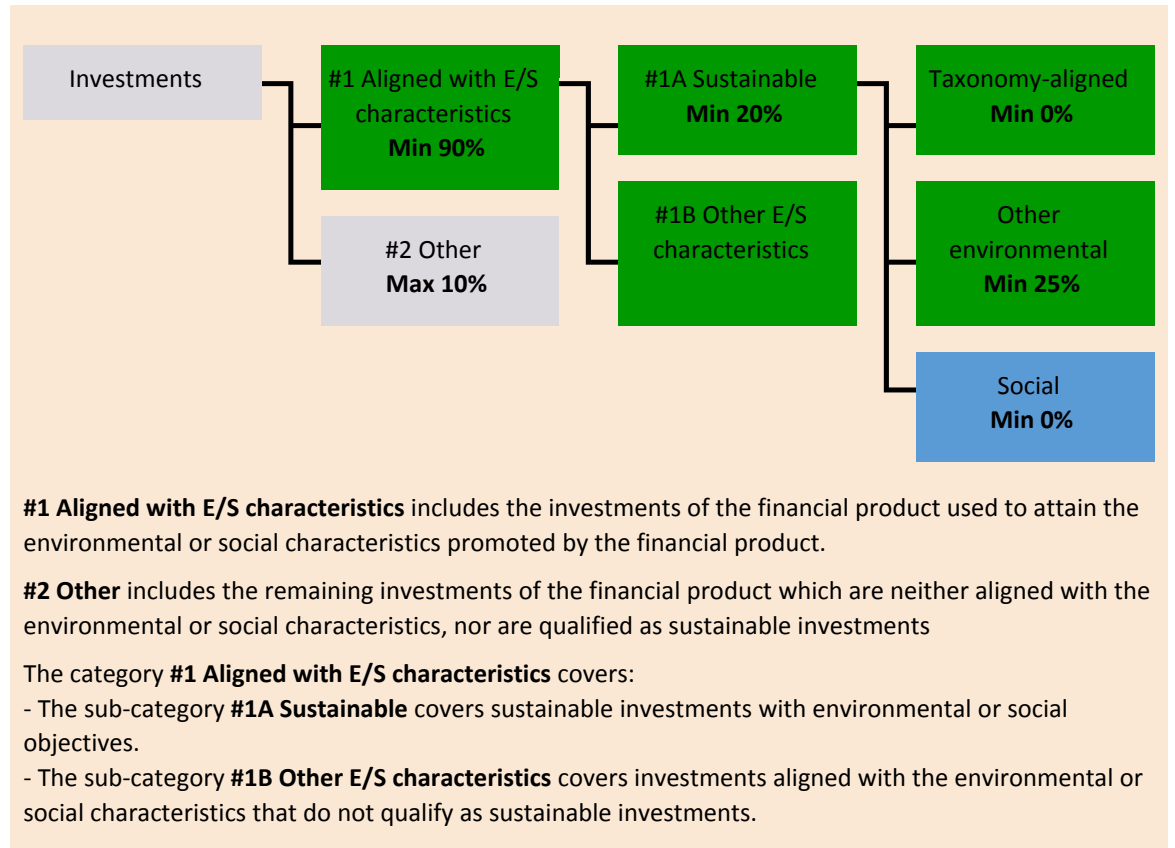 Investments
#1 Aligned with E/S
characteristics
Min 90%
#2 Other
Max 10%
#1A Sustainable
Min 20%
#1B Other E/S
characteristics
Taxonomy-aligned
Min 0%
Other
environmental
Min 25%
Social
Min 0%
#1 Aligned with E/S characteristics includes the investments of the financial product used to attain the
environmental or social characteristics promoted by the financial product.
#2 Other includes the remaining investments of the financial product which are neither aligned with the
environmental or social characteristics, nor are qualified as sustainable investments
The category #1 Aligned with E/S characteristics covers:
- The sub-category #1A Sustainable covers sustainable investments with environmental or social
objectives.
- The sub-category #1B Other E/S characteristics covers investments aligned with the environmental or
social characteristics that do not qualify as sustainable investments.